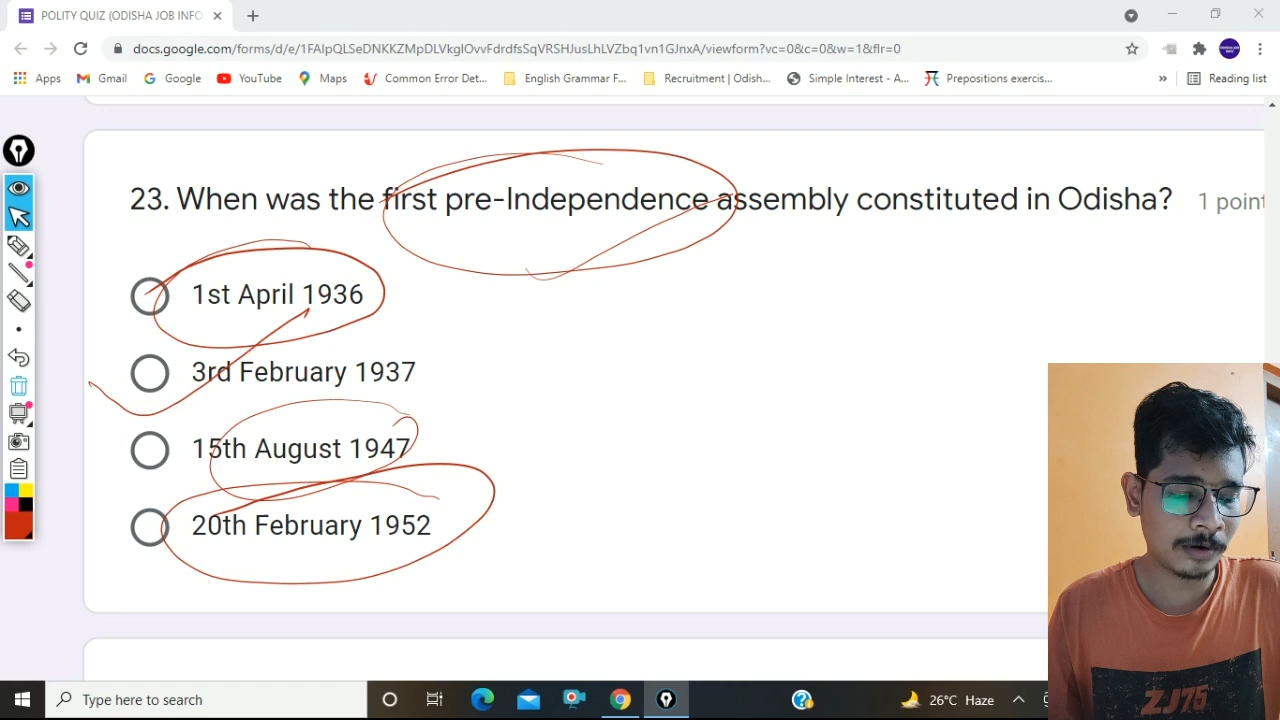 POLITY QUIZ (ODISHA JOB INFO
docs.google.com/forms/d/e/1FAIpQLSeDNKKZMpDLVkglOvvFdrdfsSqVRSHJusLhLVZbq1vn1GJnxA/viewform?vc=0&c=0&w=1&flr=0
Apps Gmail Google YouTube Maps Common Error Det... English Grammar F... Recruitment | Odish... Simple Interest - A... Prepositions exercis... » Reading list
23. When was the first pre-Independence assembly constituted in Odisha? 1 point
1st April 1936
3rd February 1937
15th August 1947
20th February 1952
ZJ75
Type here to search 26°C Haze